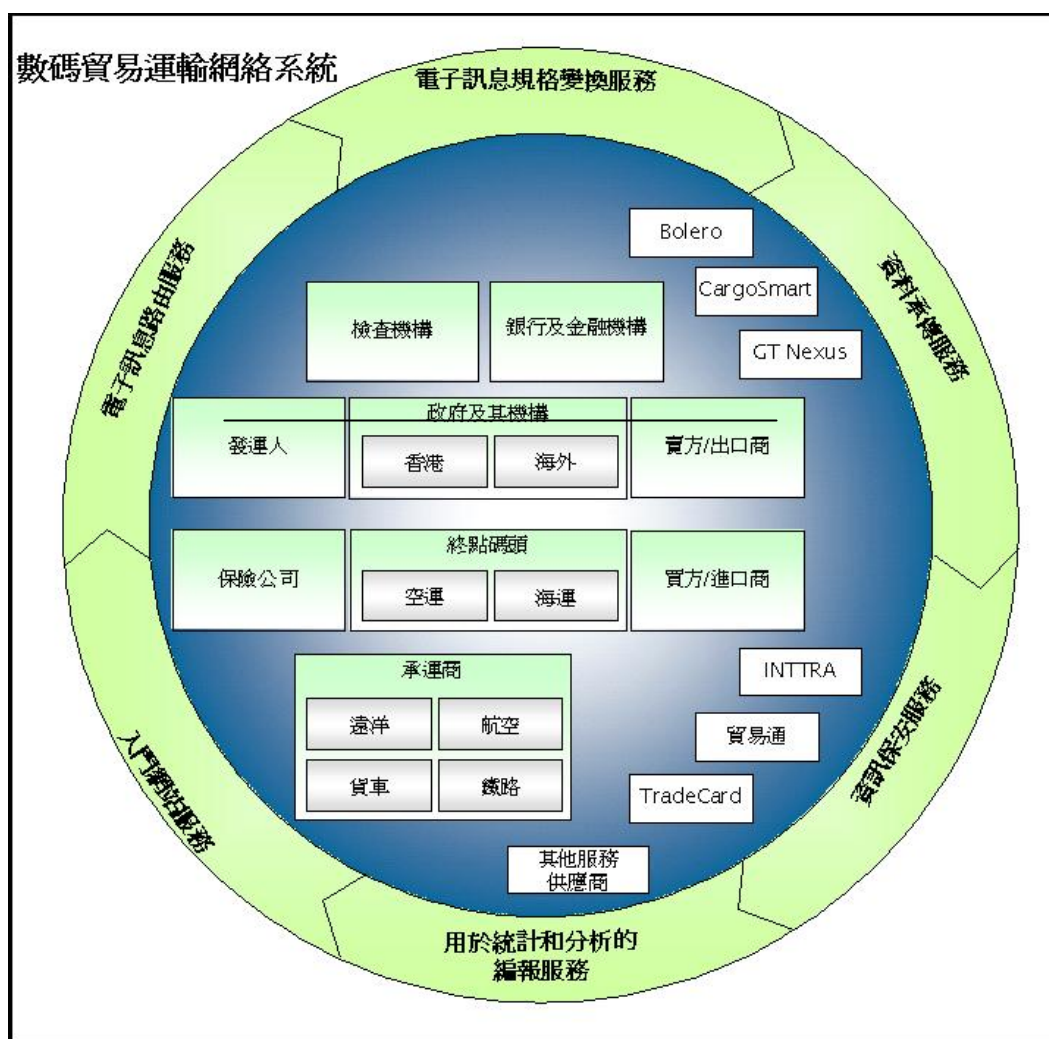 數碼貿易運輸網絡系統
電子訊息規格變換服務
電子訊息路由服務
資料承傳服務
Bolero
CargoSmart
GT Nexus
檢查機構
銀行及金融機構
發運人
政府及其機構
香港
海外
賣方/出口商
保險公司
終點碼頭
空運
海運
買方/進口商
承運商
遠洋
航空
貨車
鐵路
INTTRA
貿易通
TradeCard
其他服務
供應商
入門網站服務
資訊保安服務
用於統計和分析的
編報服務